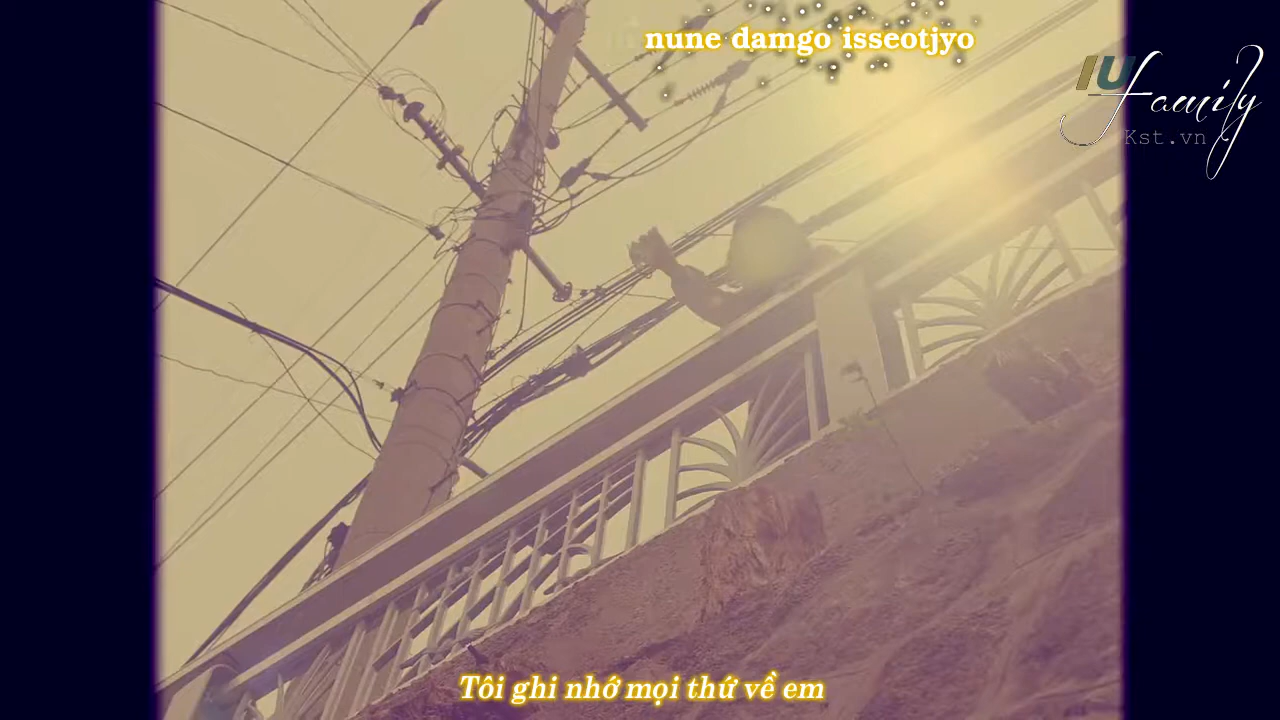 nune damgo isseotjyo
IU family
Kst.vn
Tôi ghi nhớ mọi thứ về em